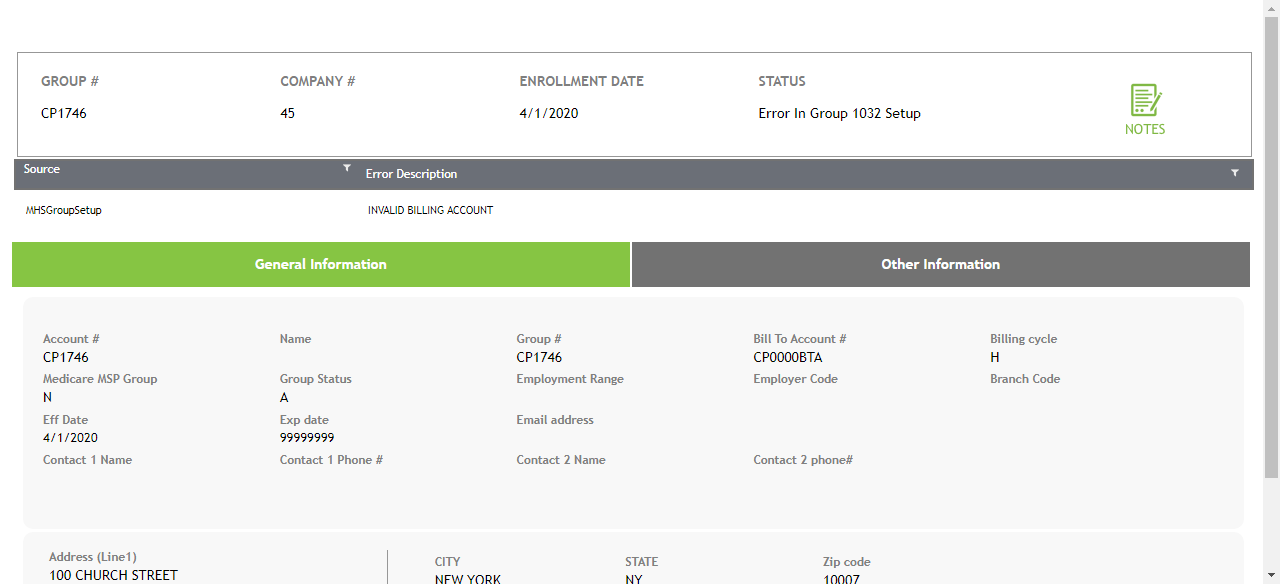 GROUP # COMPANY # ENROLLMENT DATE STATUS
CP1746 45 4/1/2020 Error In Group 1032 Setup
NOTES
Source Error Description
MHSGroupSetup INVALID BILLING ACCOUNT
General Information Other Information
Account # Name Group # Bill To Account # Billing cycle
CP1746 CP1746 CP0000BTA H
Medicare MSP Group Group Status Employment Range Employer Code Branch Code
N A
Eff Date Exp date Email address
4/1/2020 99999999
Contact 1 Name Contact 1 Phone # Contact 2 Name Contact 2 phone#
Address (Line1) CITY STATE Zip code
100 CHURCH STREET NEW YORK NY 10007